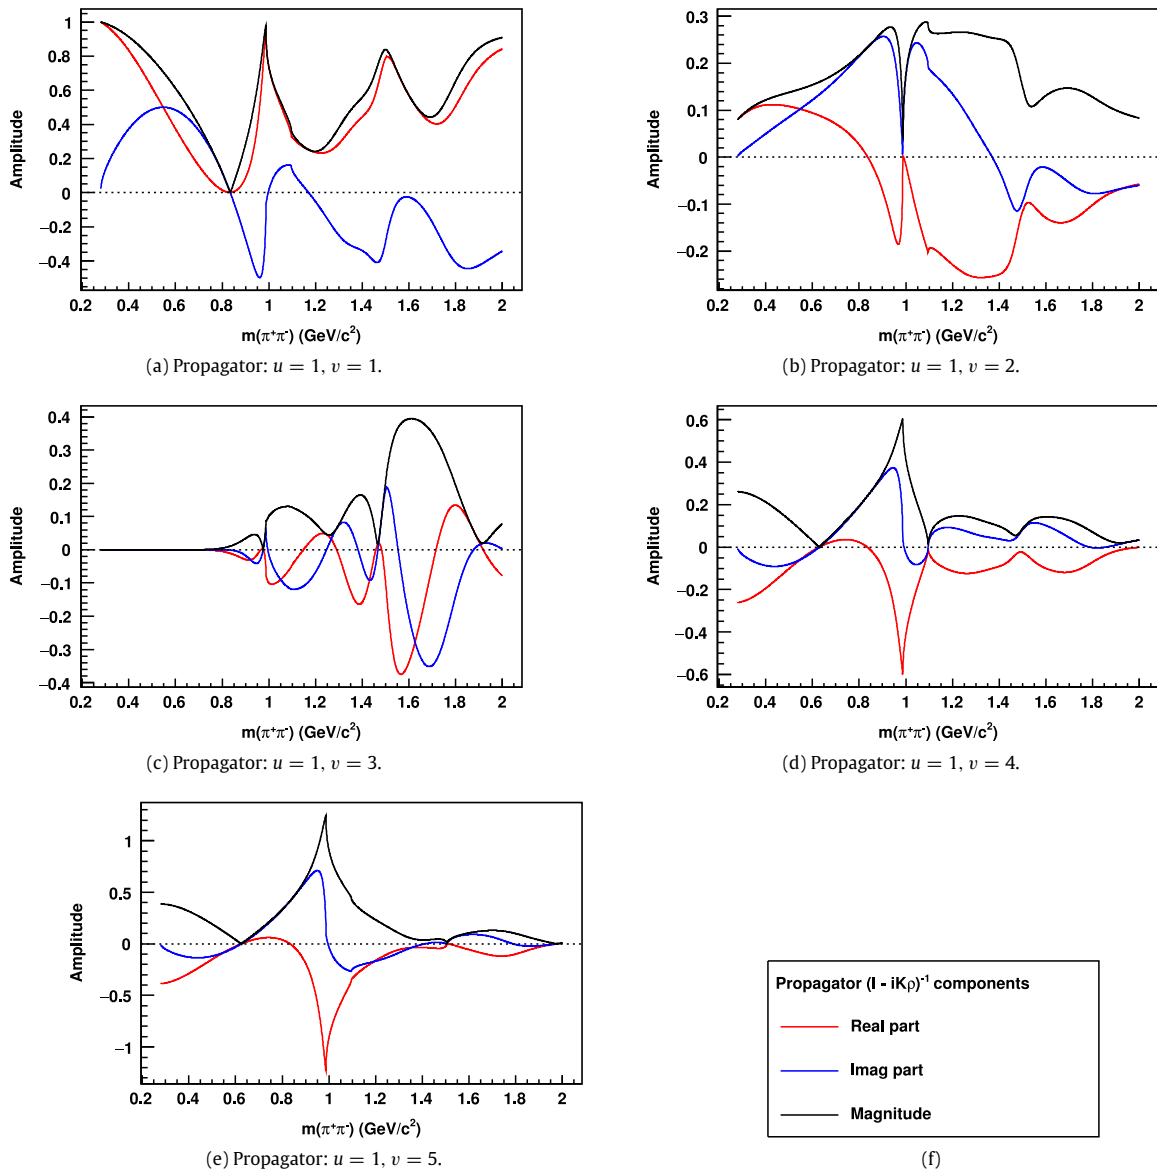 1
0.8
0.6
0.4
0.2
0
−0.2
−0.4
Amplitude
0.2 0.4 0.6 0.8 1 1.2 1.4 1.6 1.8 2
m(π⁺π⁻) (GeV/c²)
(a) Propagator: u = 1, v = 1.
0.3
0.2
0.1
0
−0.1
−0.2
Amplitude
0.2 0.4 0.6 0.8 1 1.2 1.4 1.6 1.8 2
m(π⁺π⁻) (GeV/c²)
(b) Propagator: u = 1, v = 2.
0.4
0.3
0.2
0.1
0
−0.1
−0.2
−0.3
−0.4
Amplitude
0.2 0.4 0.6 0.8 1 1.2 1.4 1.6 1.8 2
m(π⁺π⁻) (GeV/c²)
(c) Propagator: u = 1, v = 3.
0.6
0.4
0.2
0
−0.2
−0.4
−0.6
Amplitude
0.2 0.4 0.6 0.8 1 1.2 1.4 1.6 1.8 2
m(π⁺π⁻) (GeV/c²)
(d) Propagator: u = 1, v = 4.
1
0.5
0
−0.5
−1
Amplitude
0.2 0.4 0.6 0.8 1 1.2 1.4 1.6 1.8 2
m(π⁺π⁻) (GeV/c²)
(e) Propagator: u = 1, v = 5.
Propagator (I - iKρ)⁻¹ components
Real part
Imag part
Magnitude
(f)